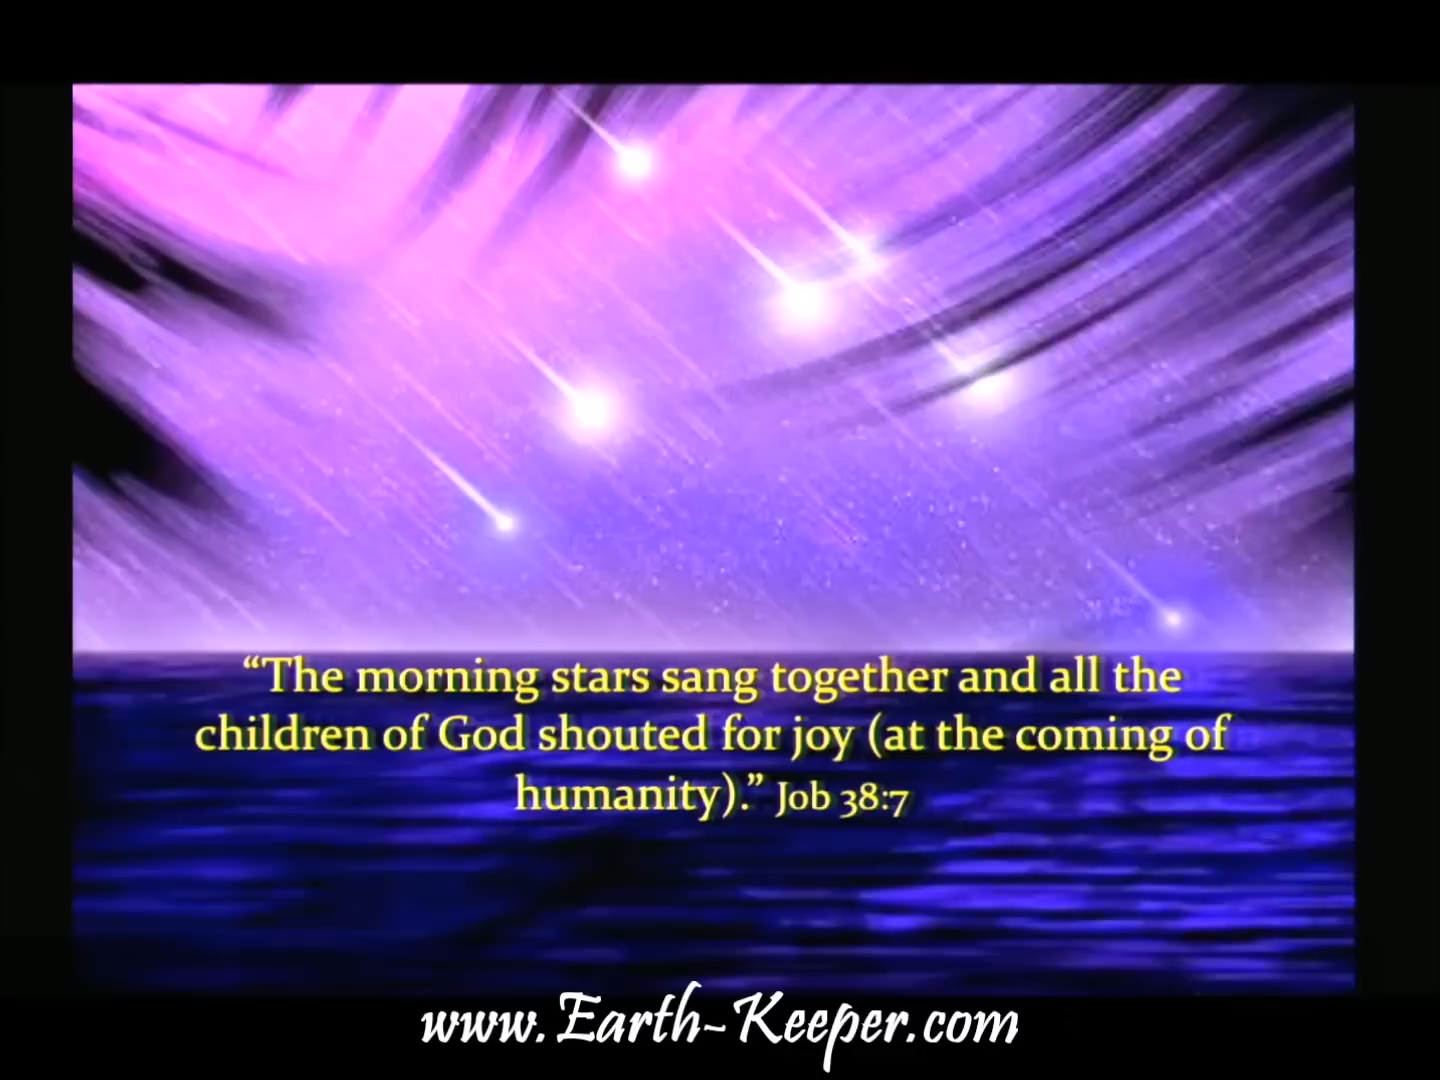 “The morning stars sang together and all the
children of God shouted for joy (at the coming of
humanity).” Job 38:7
www.Earth-Keeper.com